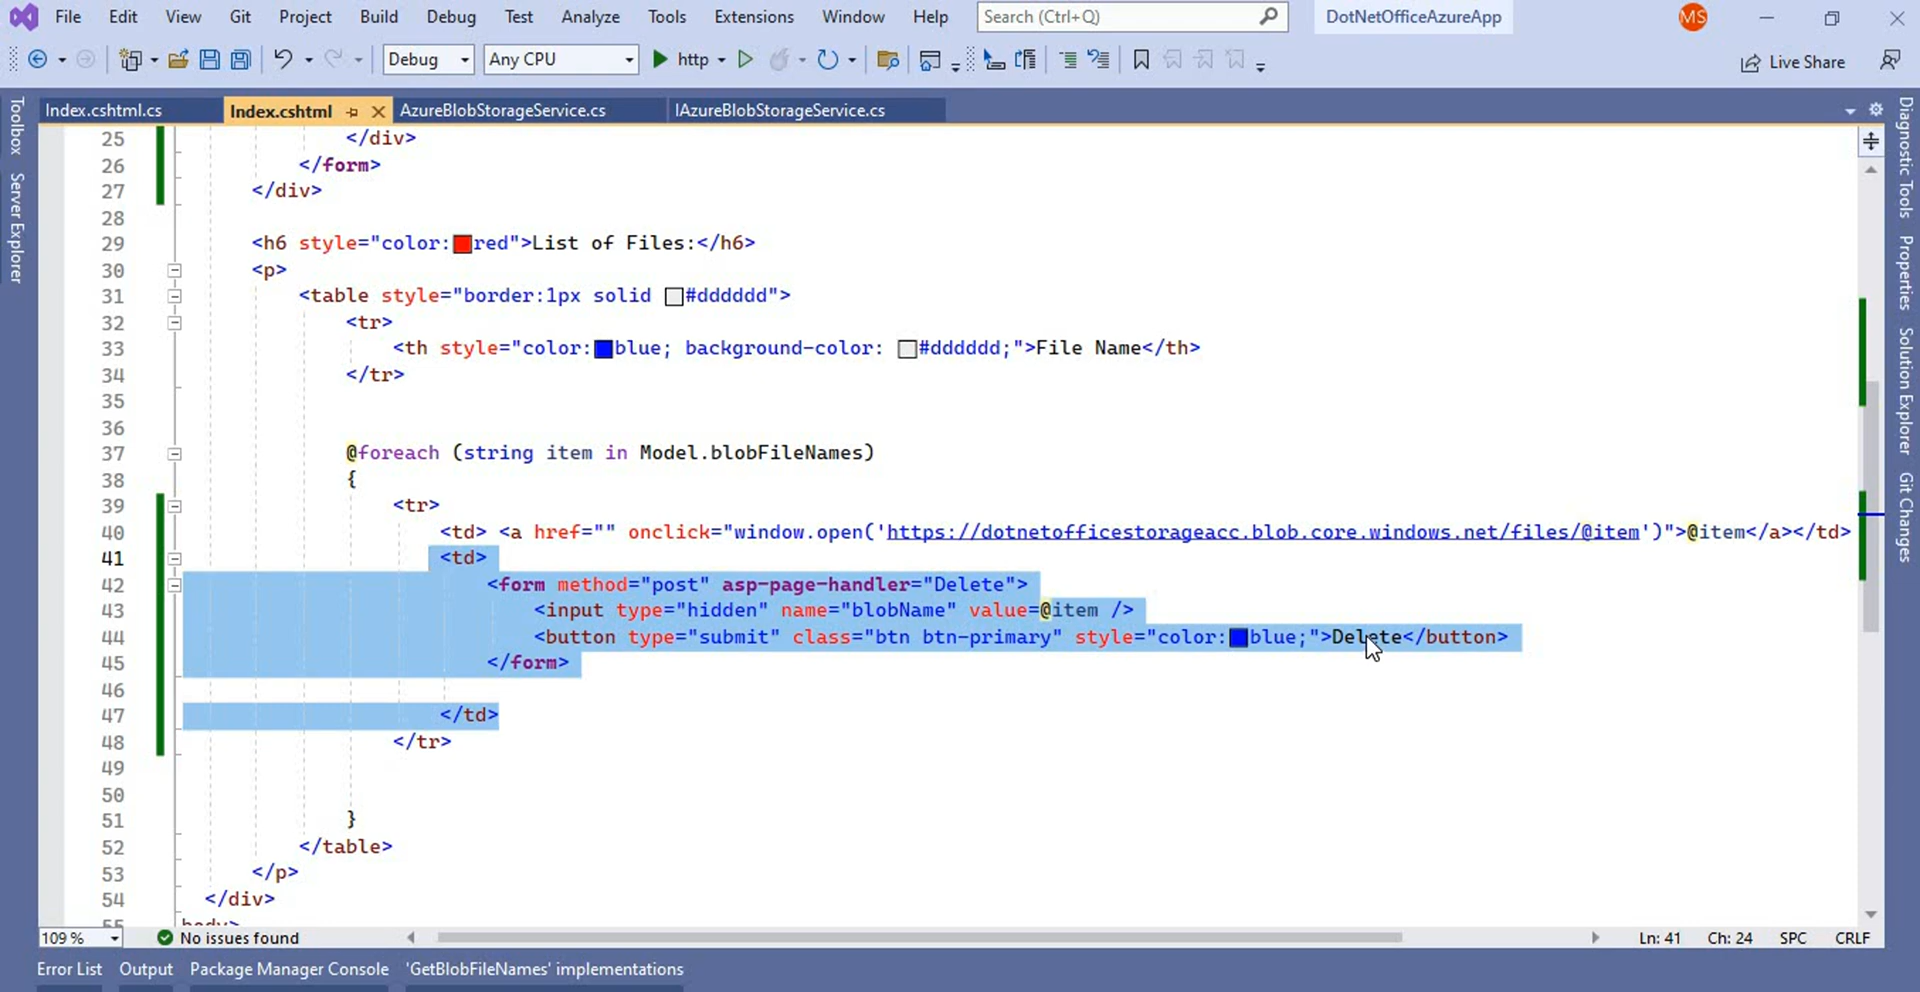 File Edit View Git Project Build Debug Test Analyze Tools Extensions Window Help Search (Ctrl+Q) DotNetOfficeAzureApp MS
Debug Any CPU http Live Share
Index.cshtml.cs Index.cshtml AzureBlobStorageService.cs IAzureBlobStorageService.cs
Toolbox
Server Explorer
25 </div>
26 </form>
27 </div>
28
29 <h6 style="color:red">List of Files:</h6>
30 <p>
31 <table style="border:1px solid #dddddd">
32 <tr>
33 <th style="color:blue; background-color: #dddddd;">File Name</th>
34 </tr>
35
36
37 @foreach (string item in Model.blobFileNames)
38 {
39 <tr>
40 <td> <a href="" onclick="window.open('https://dotnetofficestorageacc.blob.core.windows.net/files/@item')">@item</a></td>
41 <td>
42 <form method="post" asp-page-handler="Delete">
43 <input type="hidden" name="blobName" value=@item />
44 <button type="submit" class="btn btn-primary" style="color:blue;">Delete</button>
45 </form>
46
47 </td>
48 </tr>
49
50
51 }
52 </table>
53 </p>
54 </div>
Diagnostic Tools
Properties
Solution Explorer
Git Changes
109 % No issues found Ln: 41 Ch: 24 SPC CRLF
Error List Output Package Manager Console 'GetBlobFileNames' implementations